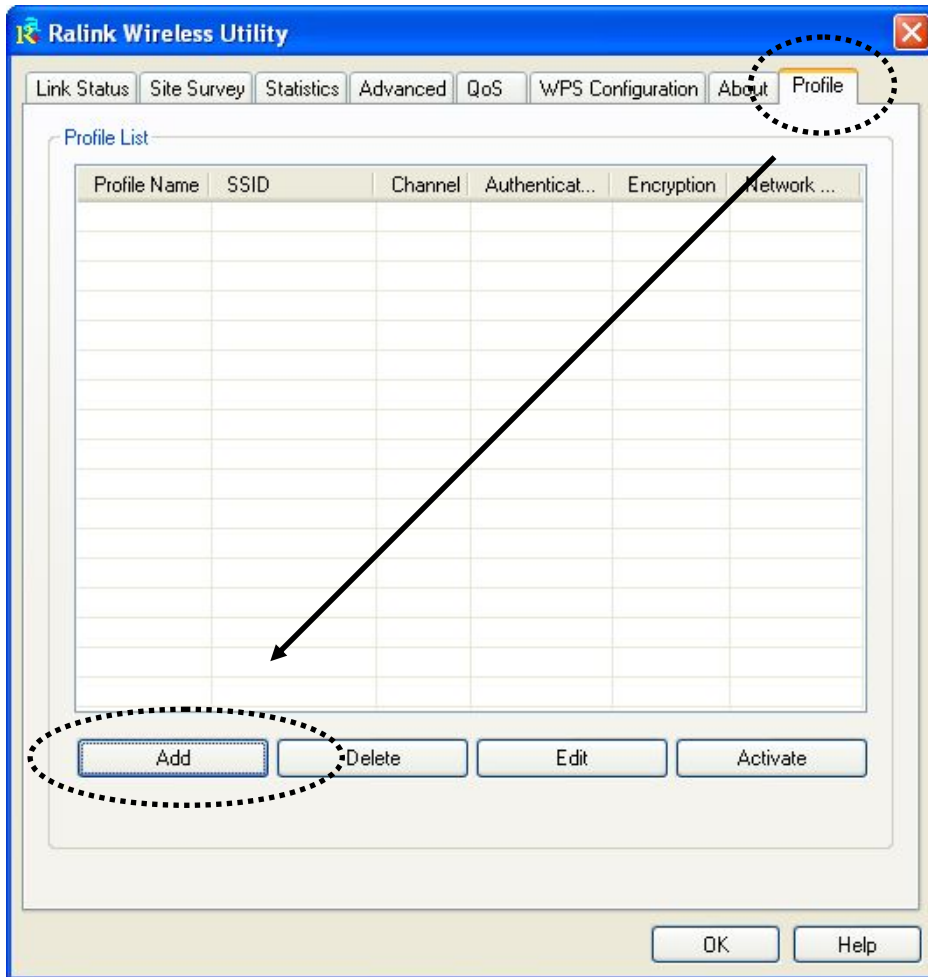 Ralink Wireless Utility
Link Status Site Survey Statistics Advanced QoS WPS Configuration About Profile
Profile List
Profile Name SSID Channel Authenticat... Encryption Network ...
Add Delete Edit Activate
OK Help